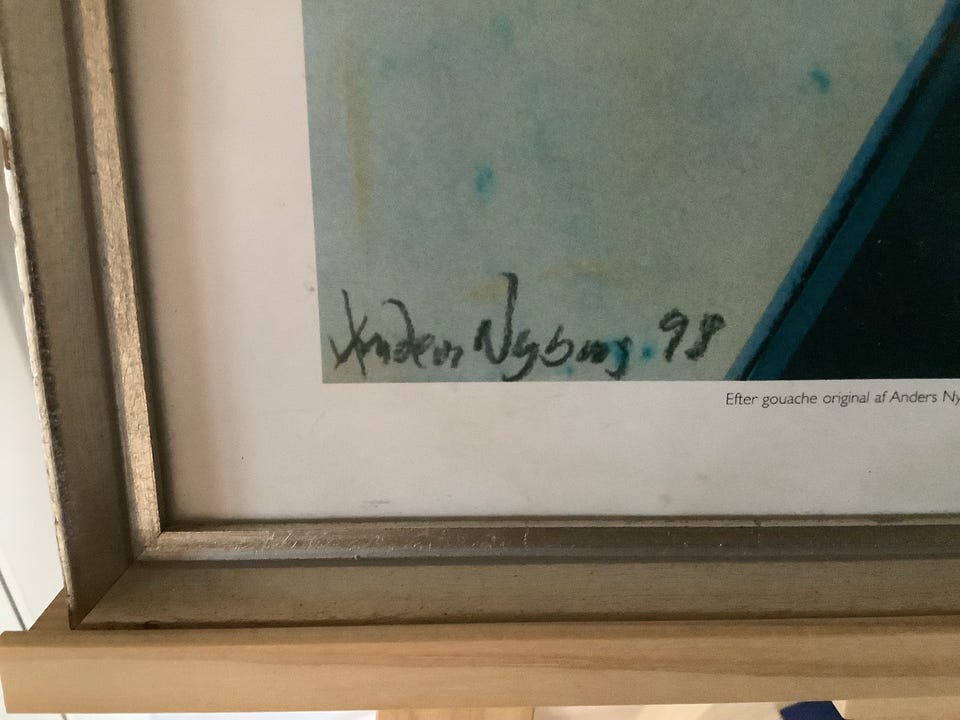 Anders Nyborg. 98
Efter gouache original af Anders Ny